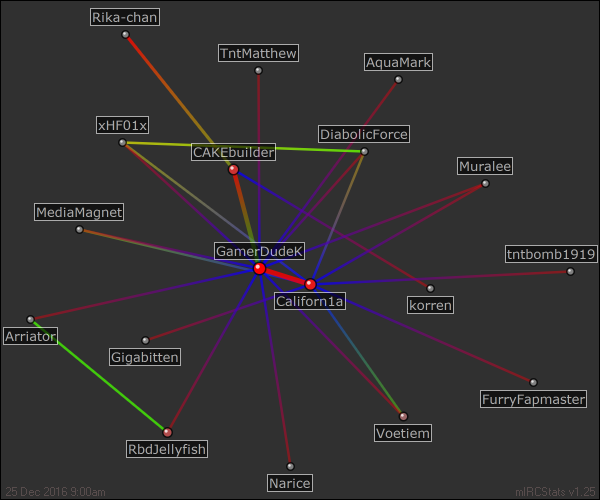 Rika-chan
TntMatthew
AquaMark
xHF01x
DiabolicForce
CAKEbuilder
Muralee
MediaMagnet
GamerDudeK
tntbomb1919
Californ1a
korren
Arriator
Gigabitten
FurryFapmaster
Voetiem
RbdJellyfish
Narice
25 Dec 2016 9:00am
mIRCStats v1.25